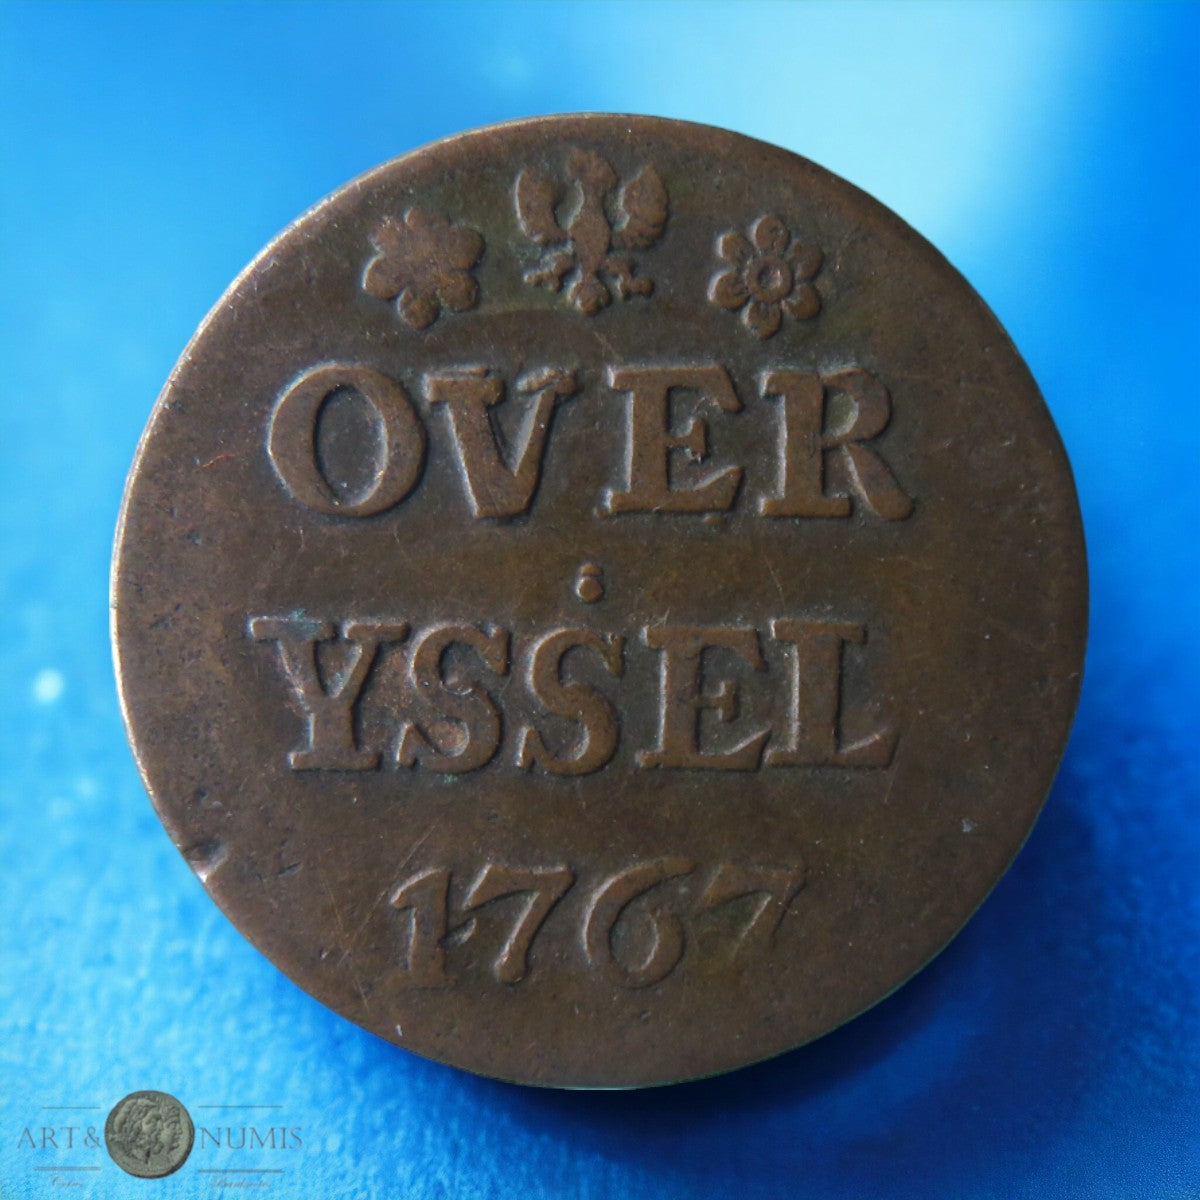 OVER
YSSEL
1767
ART& NUMIS